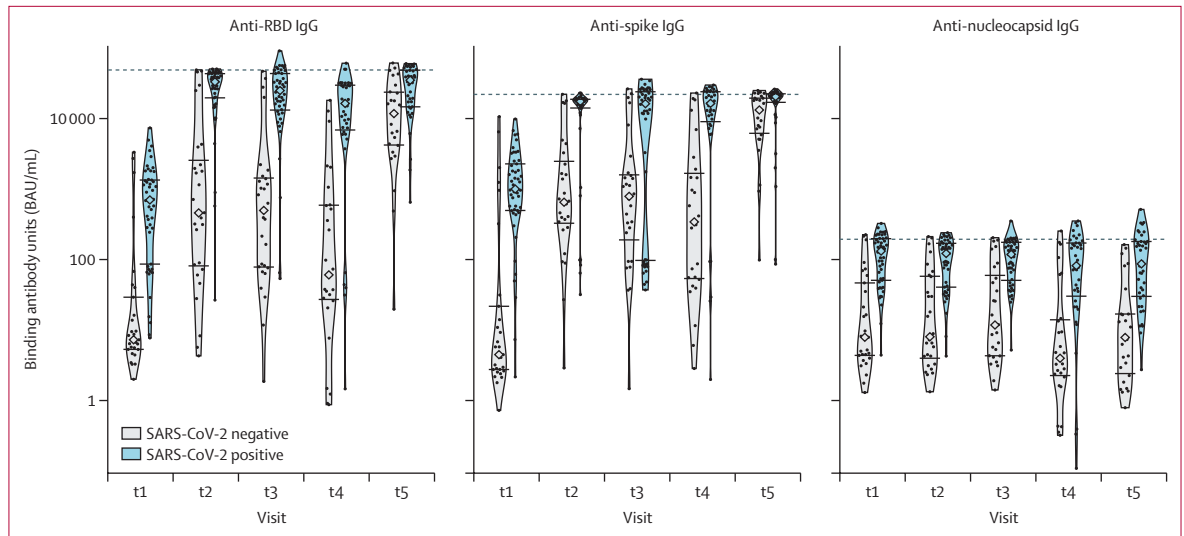 Anti-RBD IgG
Anti-spike IgG
Anti-nucleocapsid IgG
Binding antibody units (BAU/mL)
10 000
100
1
SARS-CoV-2 negative
SARS-CoV-2 positive
t1 t2 t3 t4 t5
Visit
t1 t2 t3 t4 t5
Visit
t1 t2 t3 t4 t5
Visit